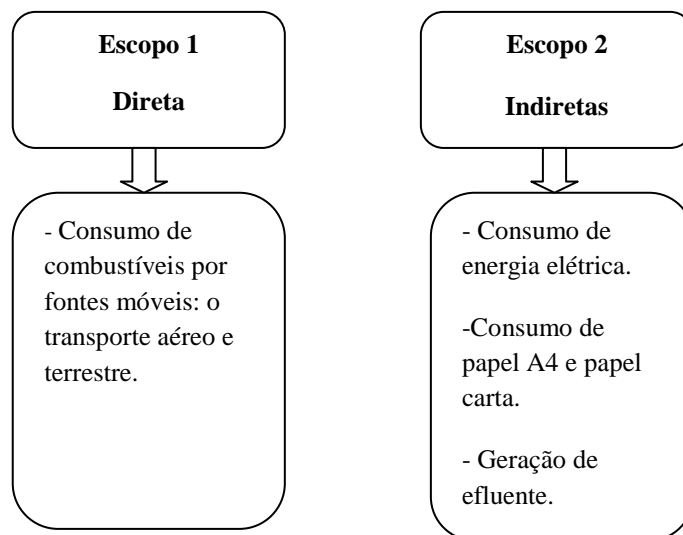 Escopo 1
Direta
- Consumo de
combustíveis por
fontes móveis: o
transporte aéreo e
terrestre.
Escopo 2
Indiretas
- Consumo de
energia elétrica.
-Consumo de
papel A4 e papel
carta.
- Geração de
efluente.